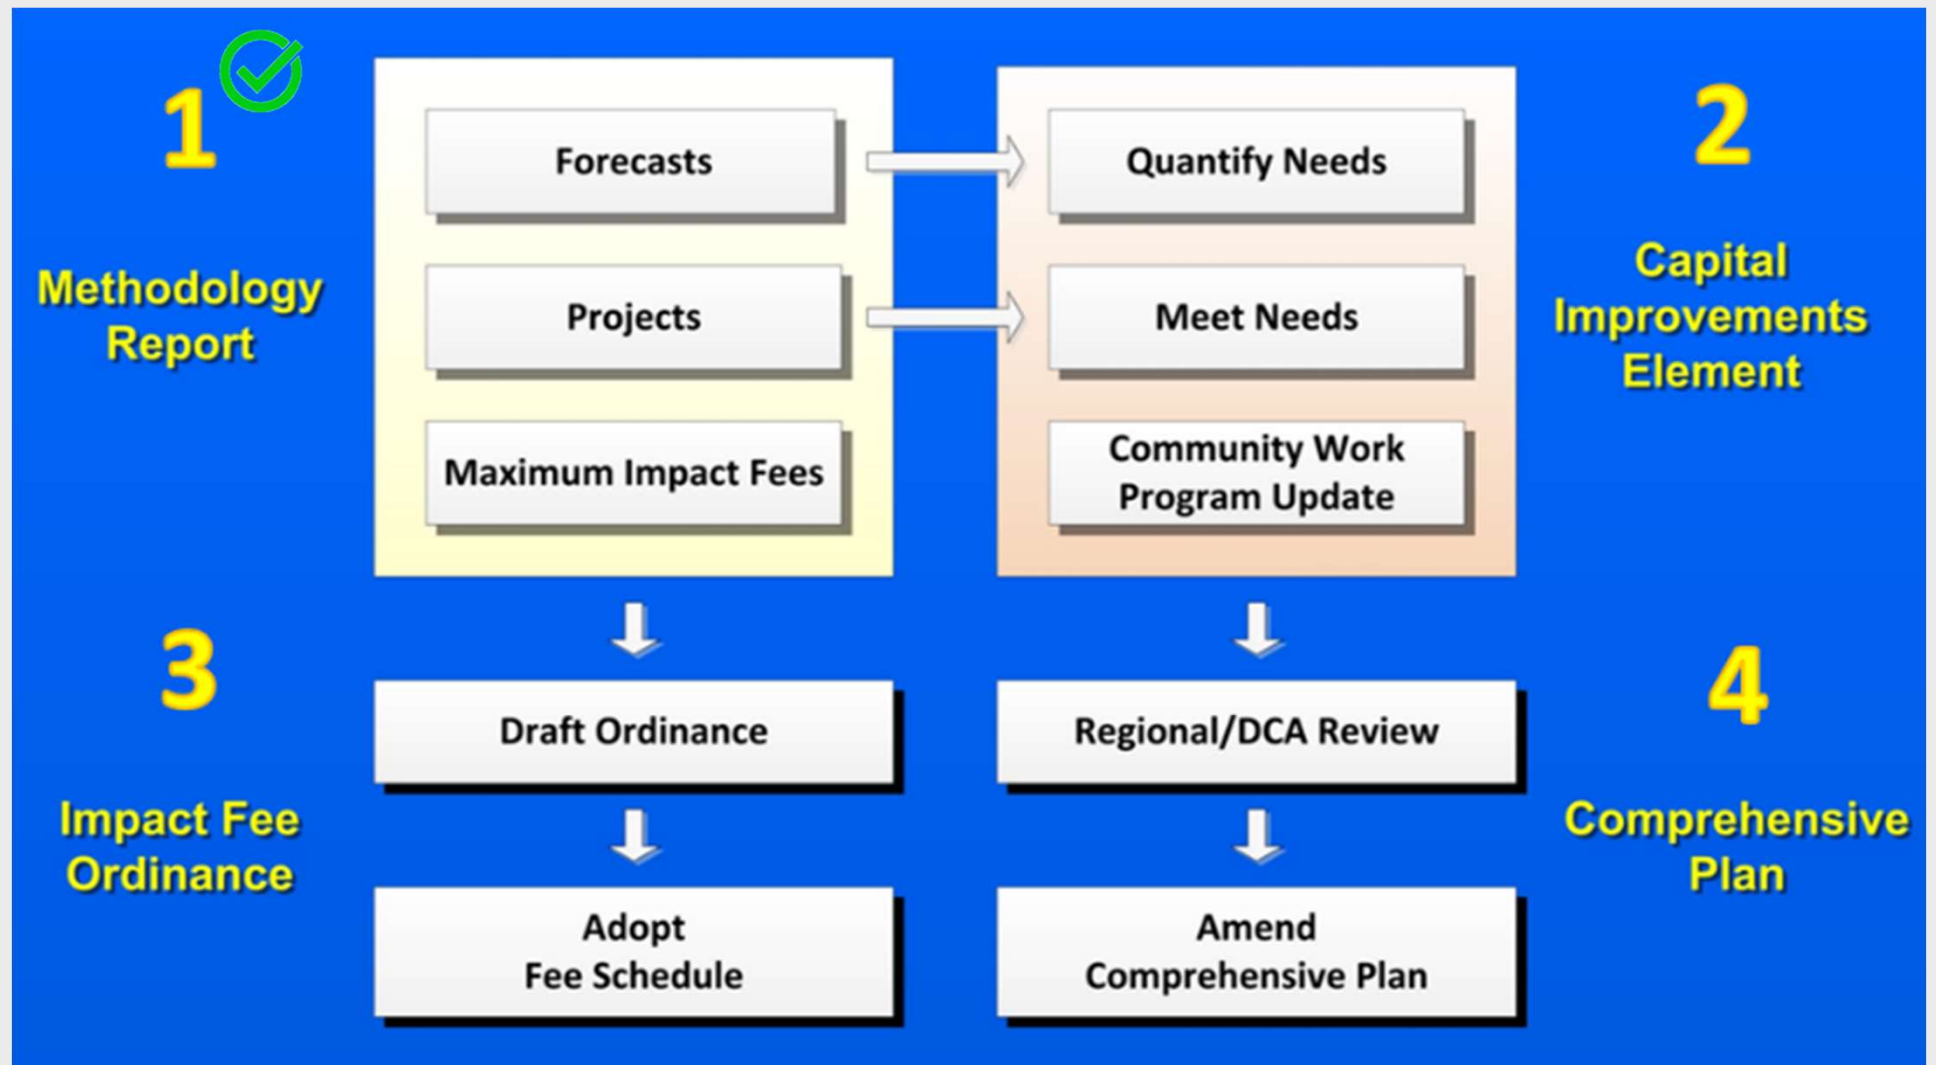 1
Methodology
Report
Forecasts
Projects
Maximum Impact Fees
Quantify Needs
Meet Needs
Community Work
Program Update
2
Capital
Improvements
Element
3
Impact Fee
Ordinance
Draft Ordinance
Adopt
Fee Schedule
Regional/DCA Review
Amend
Comprehensive Plan
4
Comprehensive
Plan